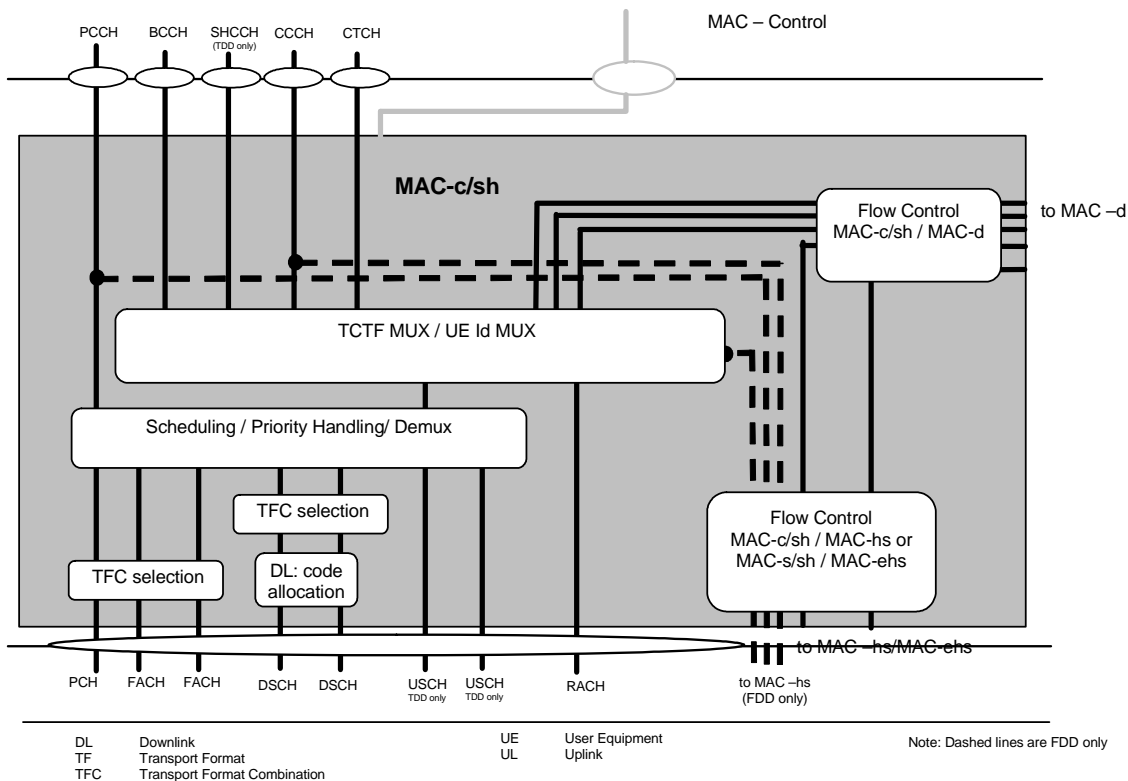 MAC – Control
PCCH
BCCH
SHCCH
(TDD only)
CCCH
CTCH
MAC-c/sh
Flow Control
MAC-c/sh / MAC-d
to MAC –d
TCTF MUX / UE Id MUX
Scheduling / Priority Handling/ Demux
TFC selection
Flow Control
MAC-c/sh / MAC-hs or
MAC-s/sh / MAC-ehs
TFC selection
DL: code
allocation
to MAC –hs/MAC-ehs
PCH
FACH
FACH
DSCH
DSCH
USCH
TDD only
USCH
TDD only
RACH
to MAC –hs
(FDD only)
DL Downlink
TF Transport Format
TFC Transport Format Combination
UE User Equipment
UL Uplink
Note: Dashed lines are FDD only